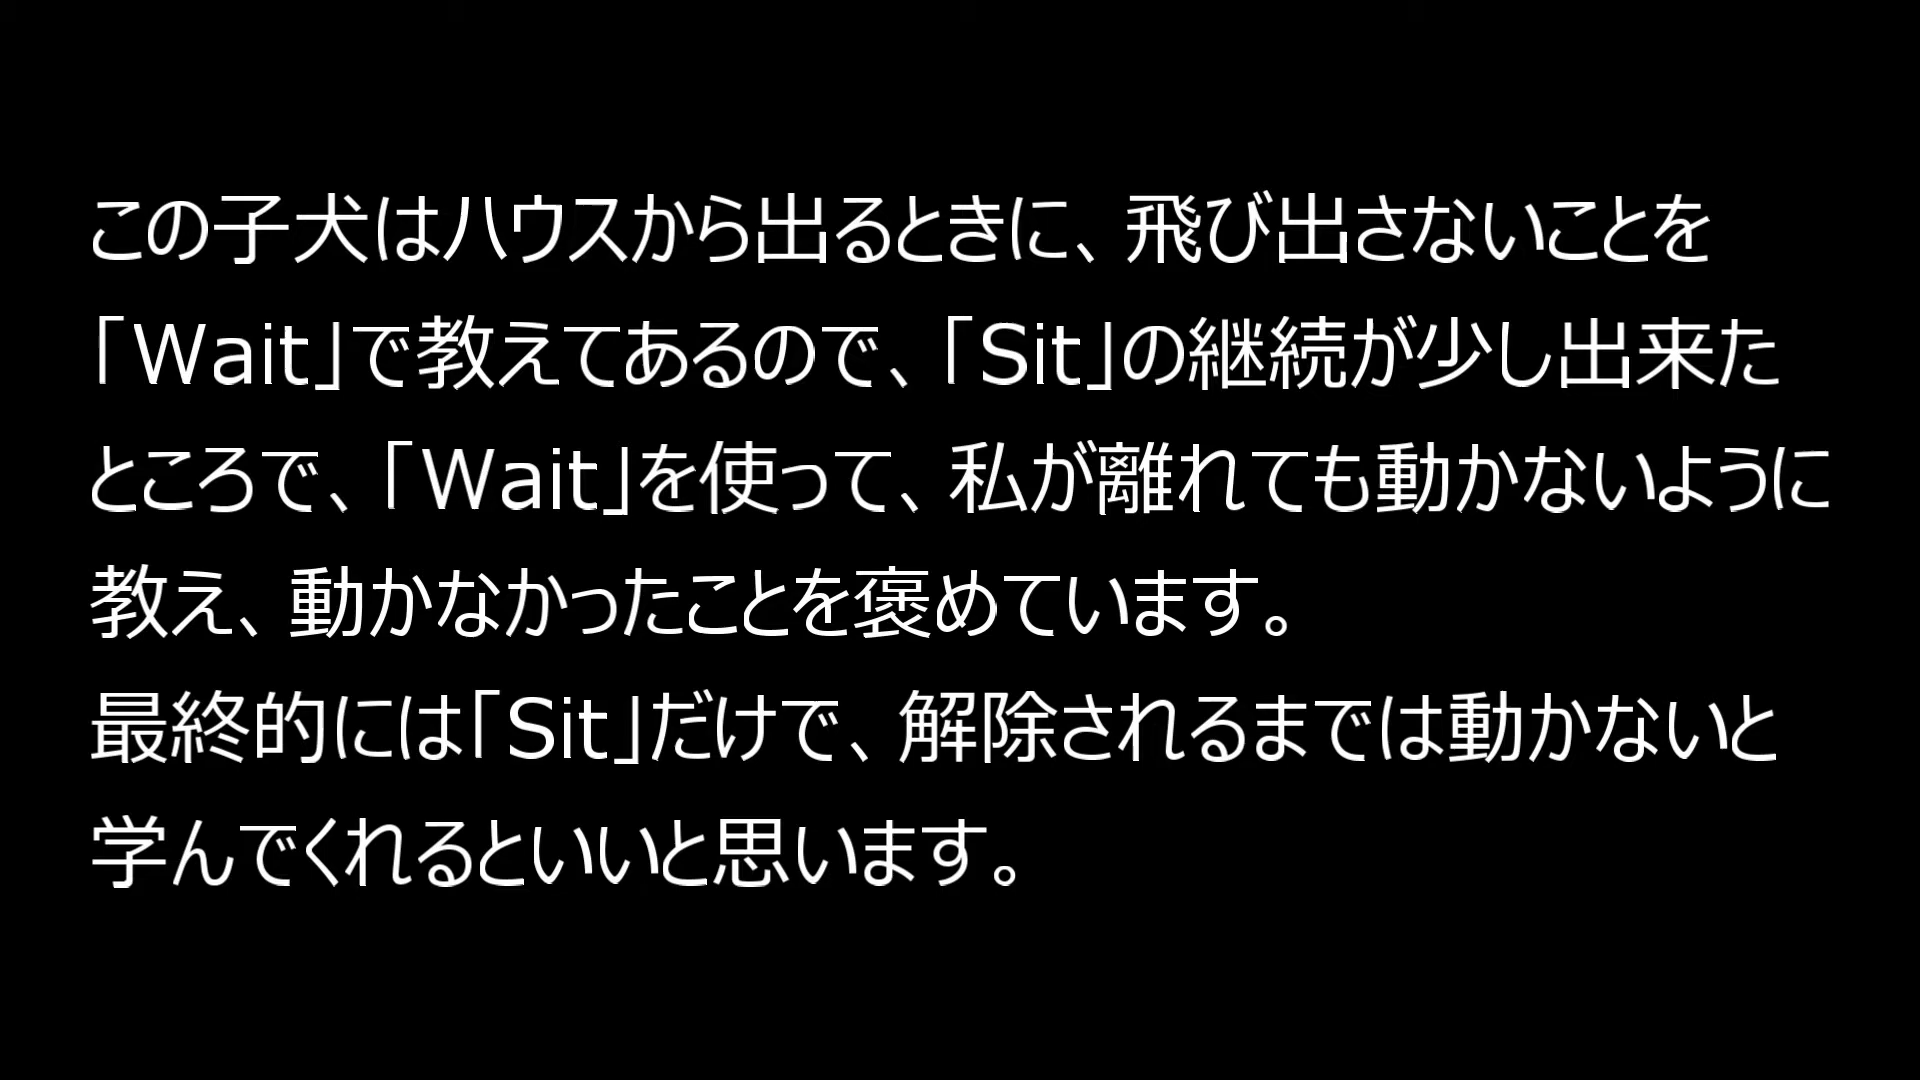 この子犬はハウスから出るときに、飛び出さないことを
「Wait」で教えてあるので、「Sit」の継続が少し出来た
ところで、「Wait」を使って、私が離れても動かないように
教え、動かなかったことを褒めています。
最終的には「Sit」だけで、解除されるまでは動かないと
学んでくれるといいと思います。